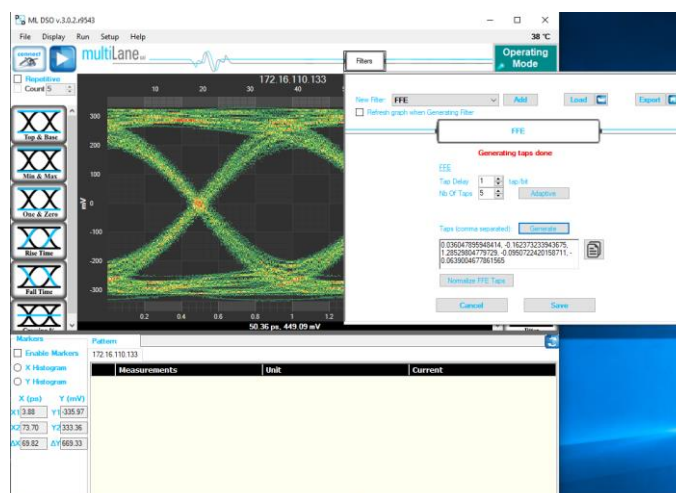 ML DSO v.3.0.2.r9543
File Display Run Setup Help
38 °C
connect
multiLane
Filters
Operating Mode
Repetitive
Count 5
172.16.110.133
10 20 30 40
300
200
100
mV 0
-100
-200
-300
0.2 0.4 0.6 0.8 1 1.2
50.36 ps, 449.09 mV
Top & Base
Min & Max
One & Zero
Rise Time
Fall Time
New Filter: FFE
Add
Load
Export
Refresh graph when Generating Filter
FFE
Generating taps done
FFE
Tap Delay 1 tap/bit
Nb Of Taps 5
Adaptive
Taps (comma separated)
Generate
0.036047895948414, -0.162373233943675,
1.28529804779729, -0.0950722420158711, -
0.0639004677861565
Normalize FFE Taps
Cancel
Save
Markers
Enable Markers
X Histogram
Y Histogram
X (ps) Y (mV)
X1 3.88 Y1 -335.97
X2 73.70 Y2 333.36
ΔX 69.82 ΔY 669.33
Pattern
172.16.110.133
Measurements Unit Current